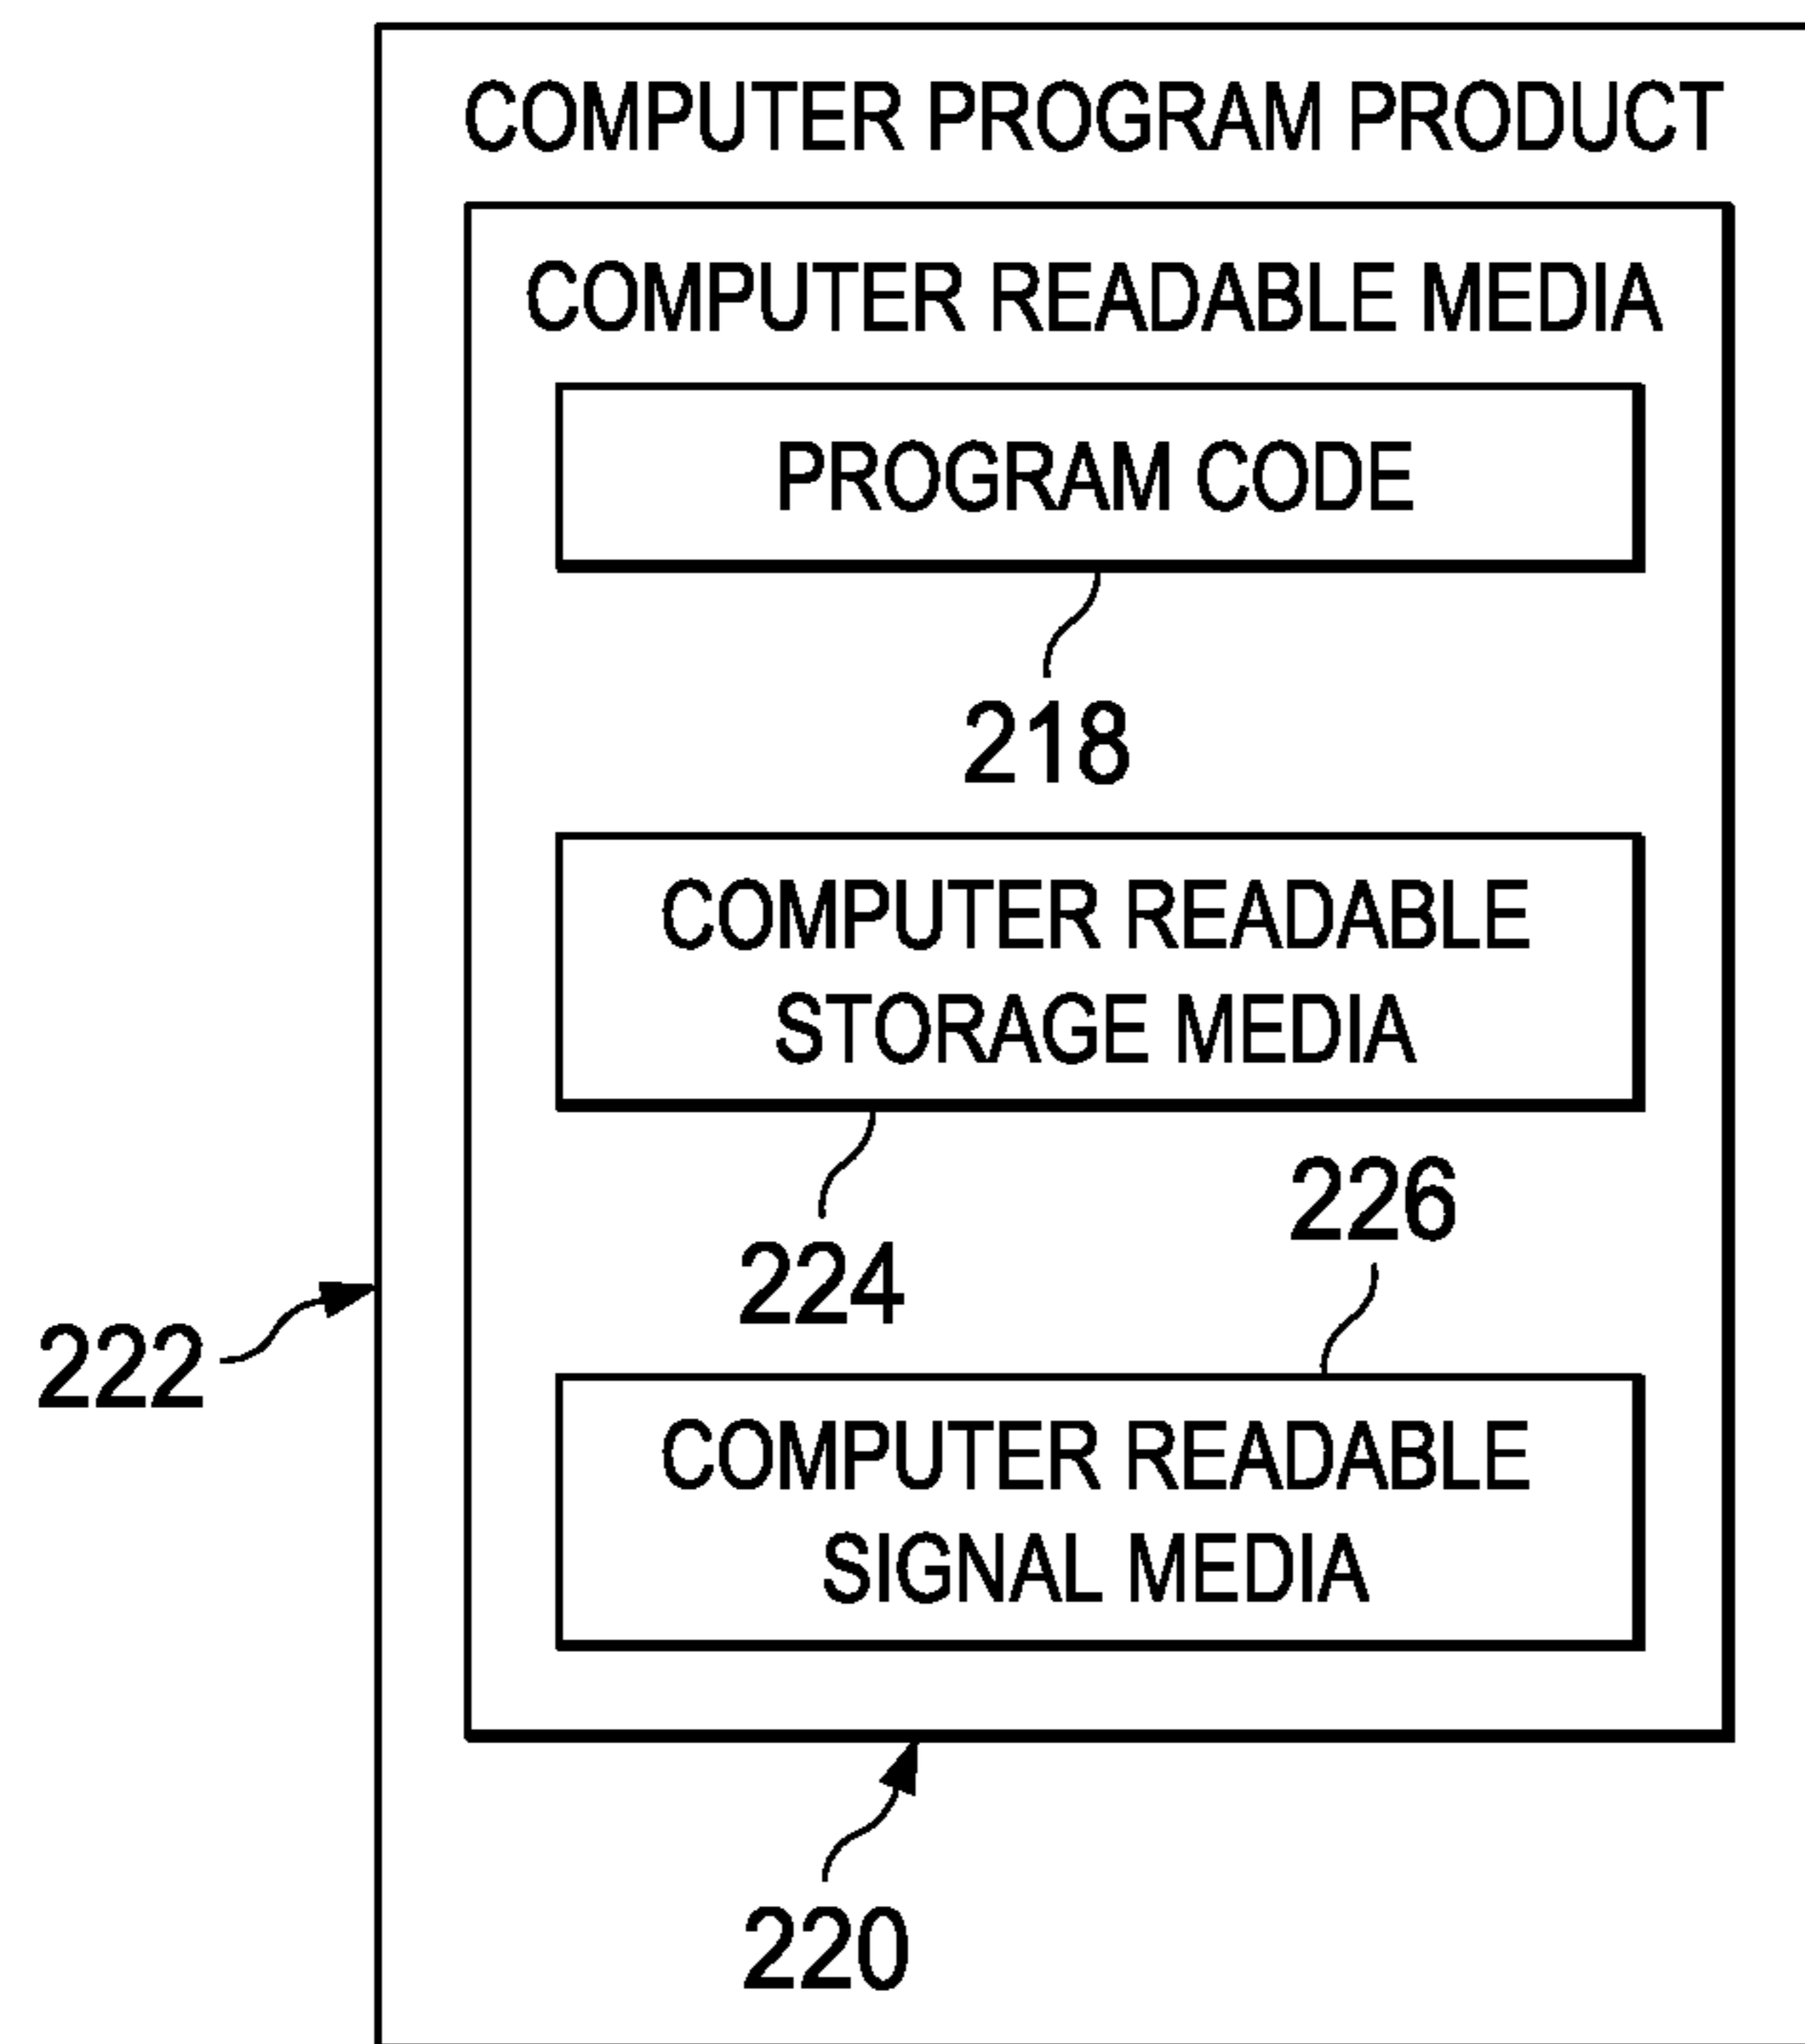 COMPUTER PROGRAM PRODUCT
COMPUTER READABLE MEDIA
PROGRAM CODE
218
COMPUTER READABLE
STORAGE MEDIA
226
224
222
COMPUTER READABLE
SIGNAL MEDIA
220